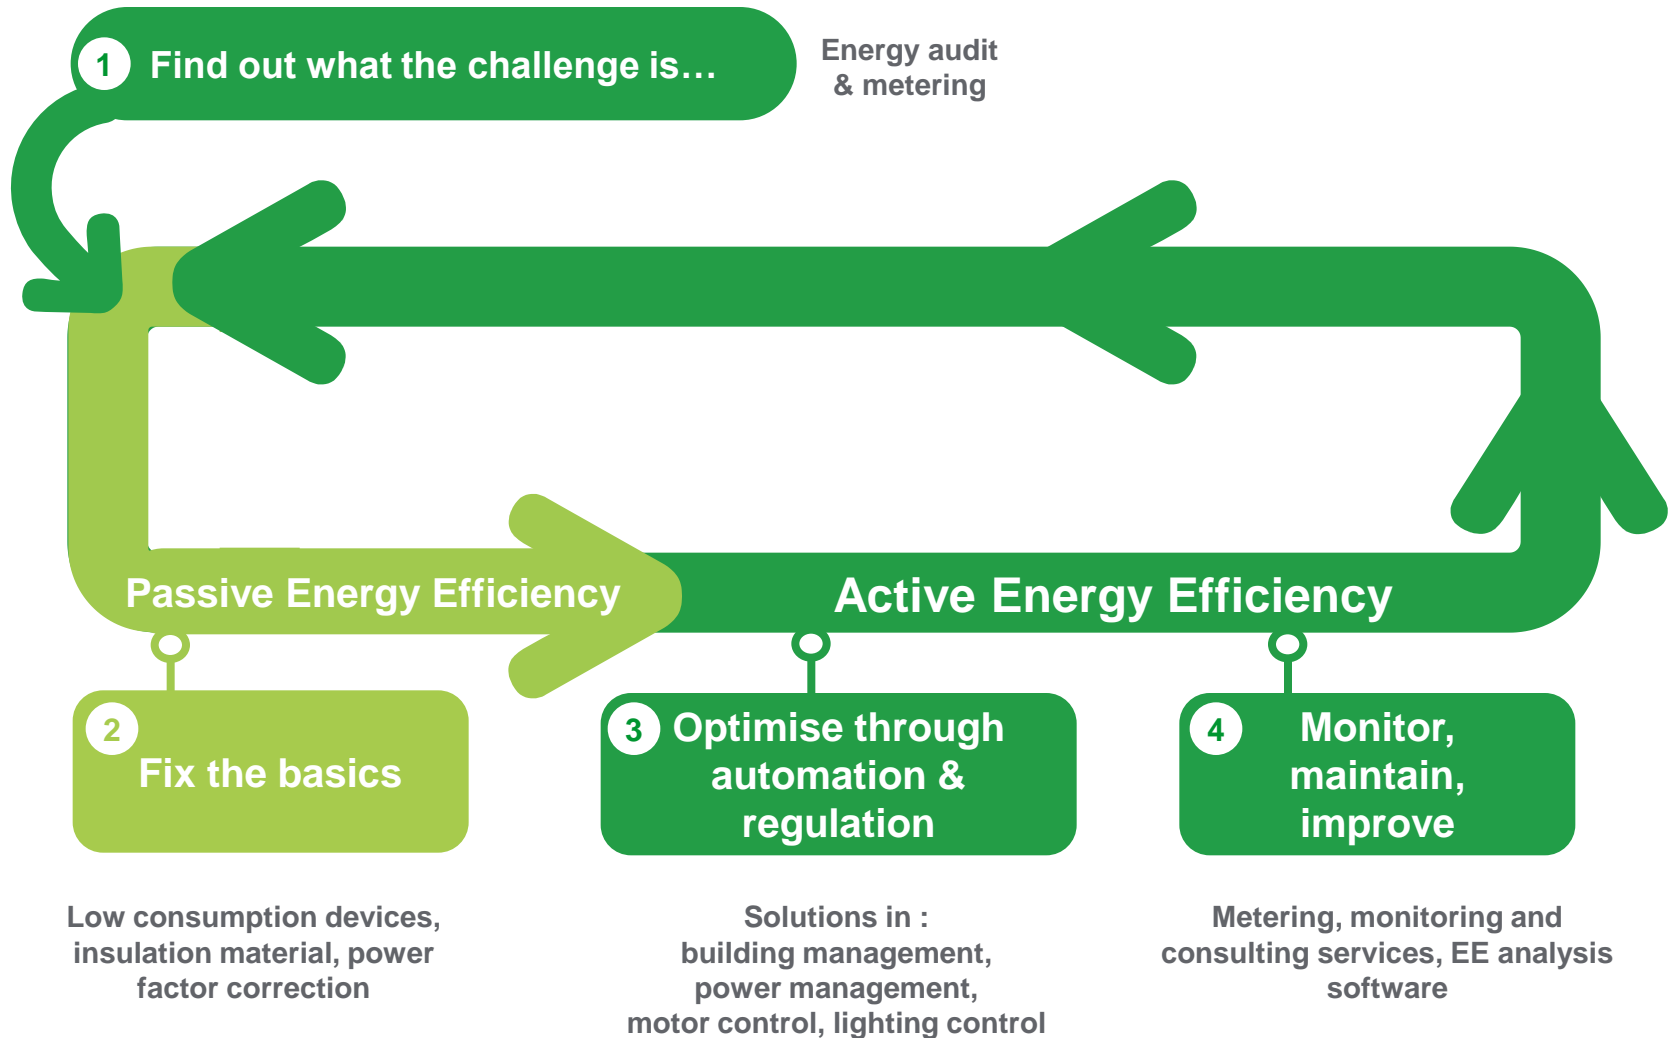 1 Find out what the challenge is…
Energy audit
& metering
Passive Energy Efficiency
Active Energy Efficiency
2
Fix the basics
3 Optimise through
automation &
regulation
4 Monitor,
maintain,
improve
Low consumption devices,
insulation material, power
factor correction
Solutions in :
building management,
power management,
motor control, lighting control
Metering, monitoring and
consulting services, EE analysis
software